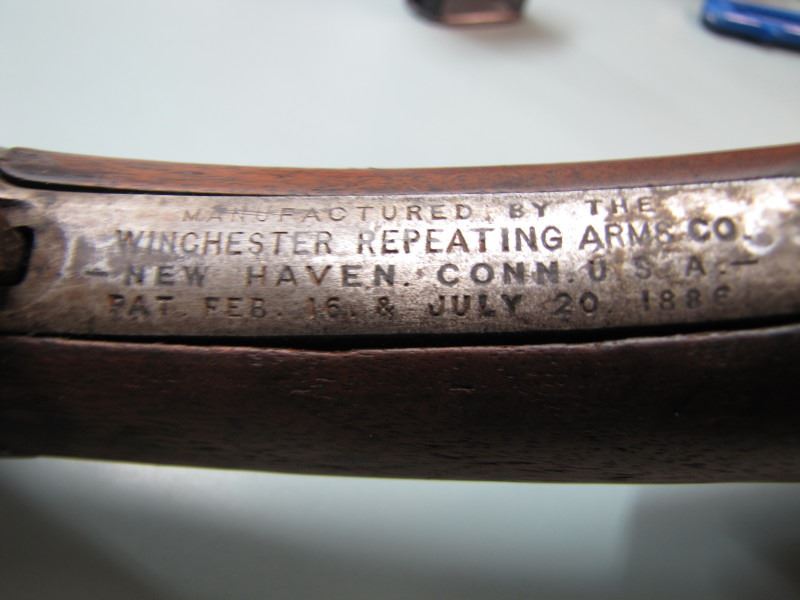 MANUFACTURED BY THE
WINCHESTER REPEATING ARMS CO.
- NEW HAVEN. CONN. U.S.A. -
PAT. FEB. 16. & JULY 20. 1886